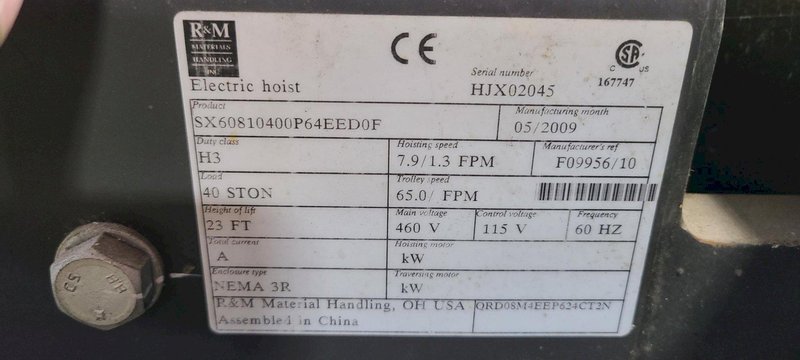 R&M
MATERIALS
HANDLING
INC.
CE
CSA
C US
167747
Electric hoist
Serial number
HJX02045
Product
SX60810400P64EED0F
Manufacturing month
05/2009
Duty class
H3
Hoisting speed
7.9/1.3 FPM
Manufacturer's ref
F09956/10
Load
40 STON
Trolley speed
65.0/ FPM
Height of lift
23 FT
Main voltage
460 V
Control voltage
115 V
Frequency
60 HZ
Total current
A
Hoisting motor
kW
Enclosure type
NEMA 3R
Traversing motor
kW
R&M Material Handling, OH USA
Assembled in China
ORD08M4EEP624CT2N